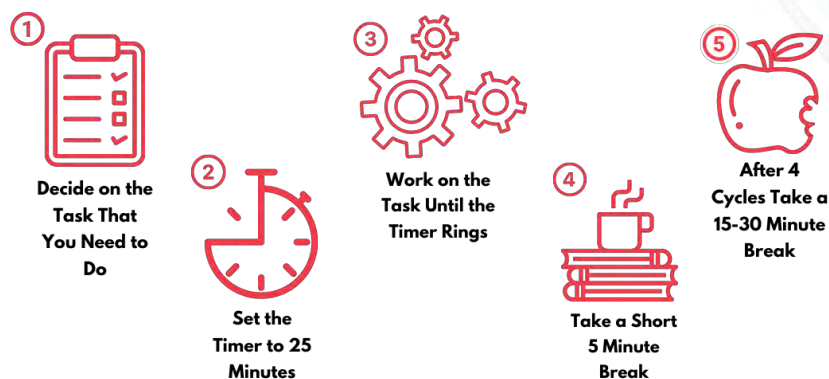 1
Decide on the
Task That
You Need to
Do
2
Set the
Timer to 25
Minutes
3
Work on the
Task Until the
Timer Rings
4
Take a Short
5 Minute
Break
5
After 4
Cycles Take a
15-30 Minute
Break